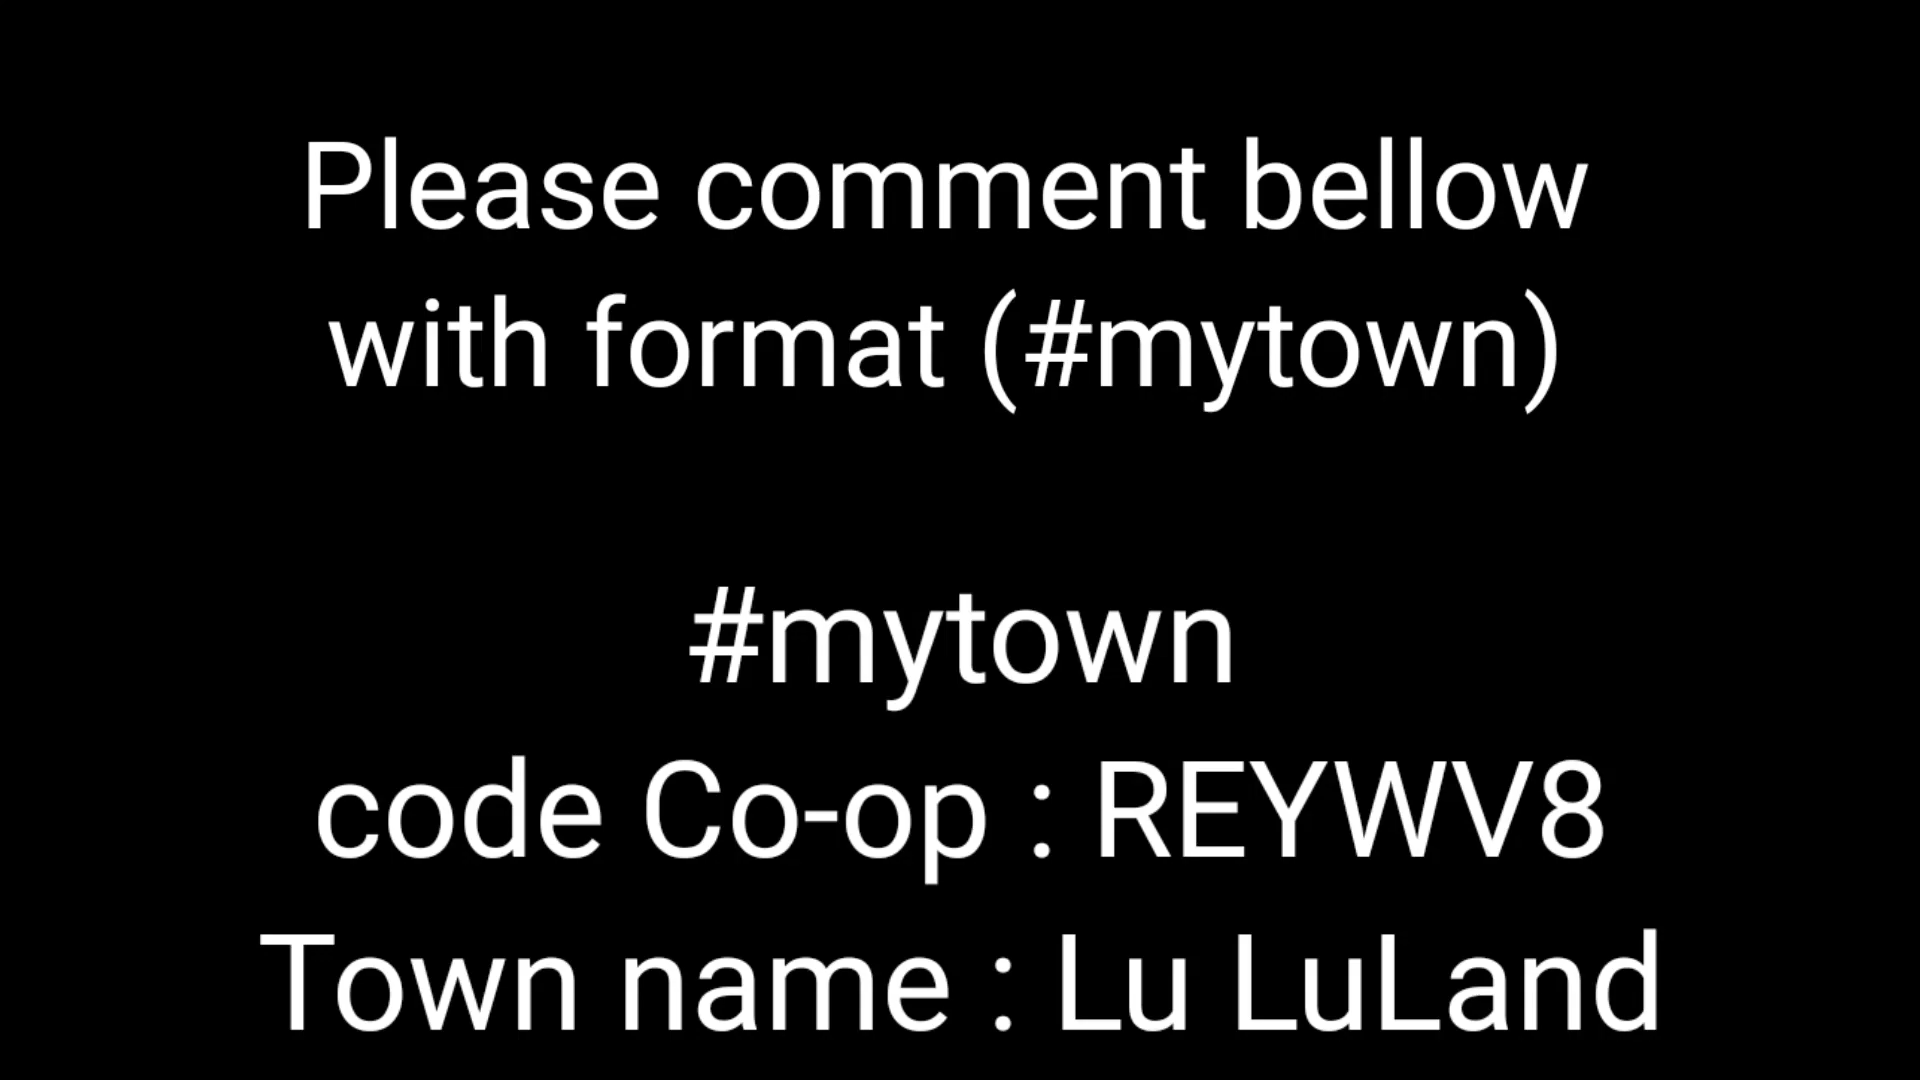 Please comment bellow
with format (#mytown)
#mytown
code Co-op : REYWV8
Town name : Lu LuLand